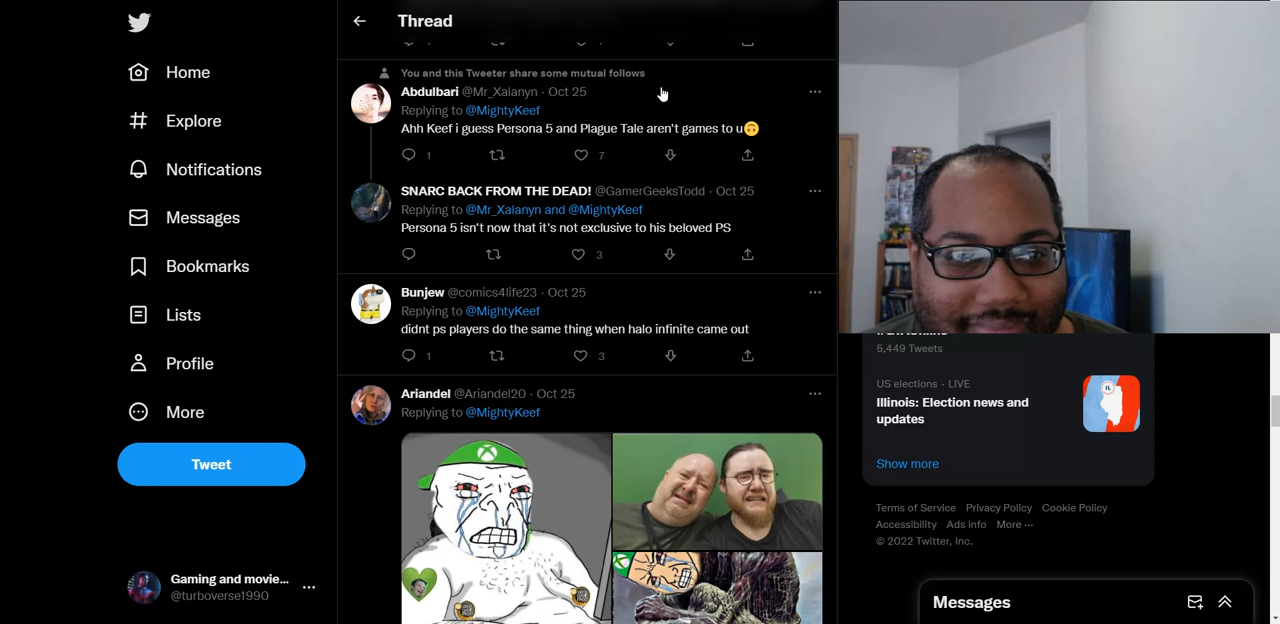 Thread
Home
Explore
Notifications
Messages
Bookmarks
Lists
Profile
More
Tweet
Gaming and movie...
@turboverse1990
You and this Tweeter share some mutual follows
Abdulbari @Mr_Xalanyn · Oct 25
Replying to @MightyKeef
Ahh Keef i guess Persona 5 and Plague Tale aren't games to u🙃
1 7
SNARC BACK FROM THE DEAD! @GamerGeeksTodd · Oct 25
Replying to @Mr_Xalanyn and @MightyKeef
Persona 5 isn't now that it's not exclusive to his beloved PS
3
Bunjew @comics4life23 · Oct 25
Replying to @MightyKeef
didnt ps players do the same thing when halo infinite came out
1 3
Ariandel @Ariandel20 · Oct 25
Replying to @MightyKeef
5,449 Tweets
US elections · LIVE
Illinois: Election news and
updates
Show more
Terms of Service Privacy Policy Cookie Policy
Accessibility Ads info More ···
© 2022 Twitter, Inc.
Messages